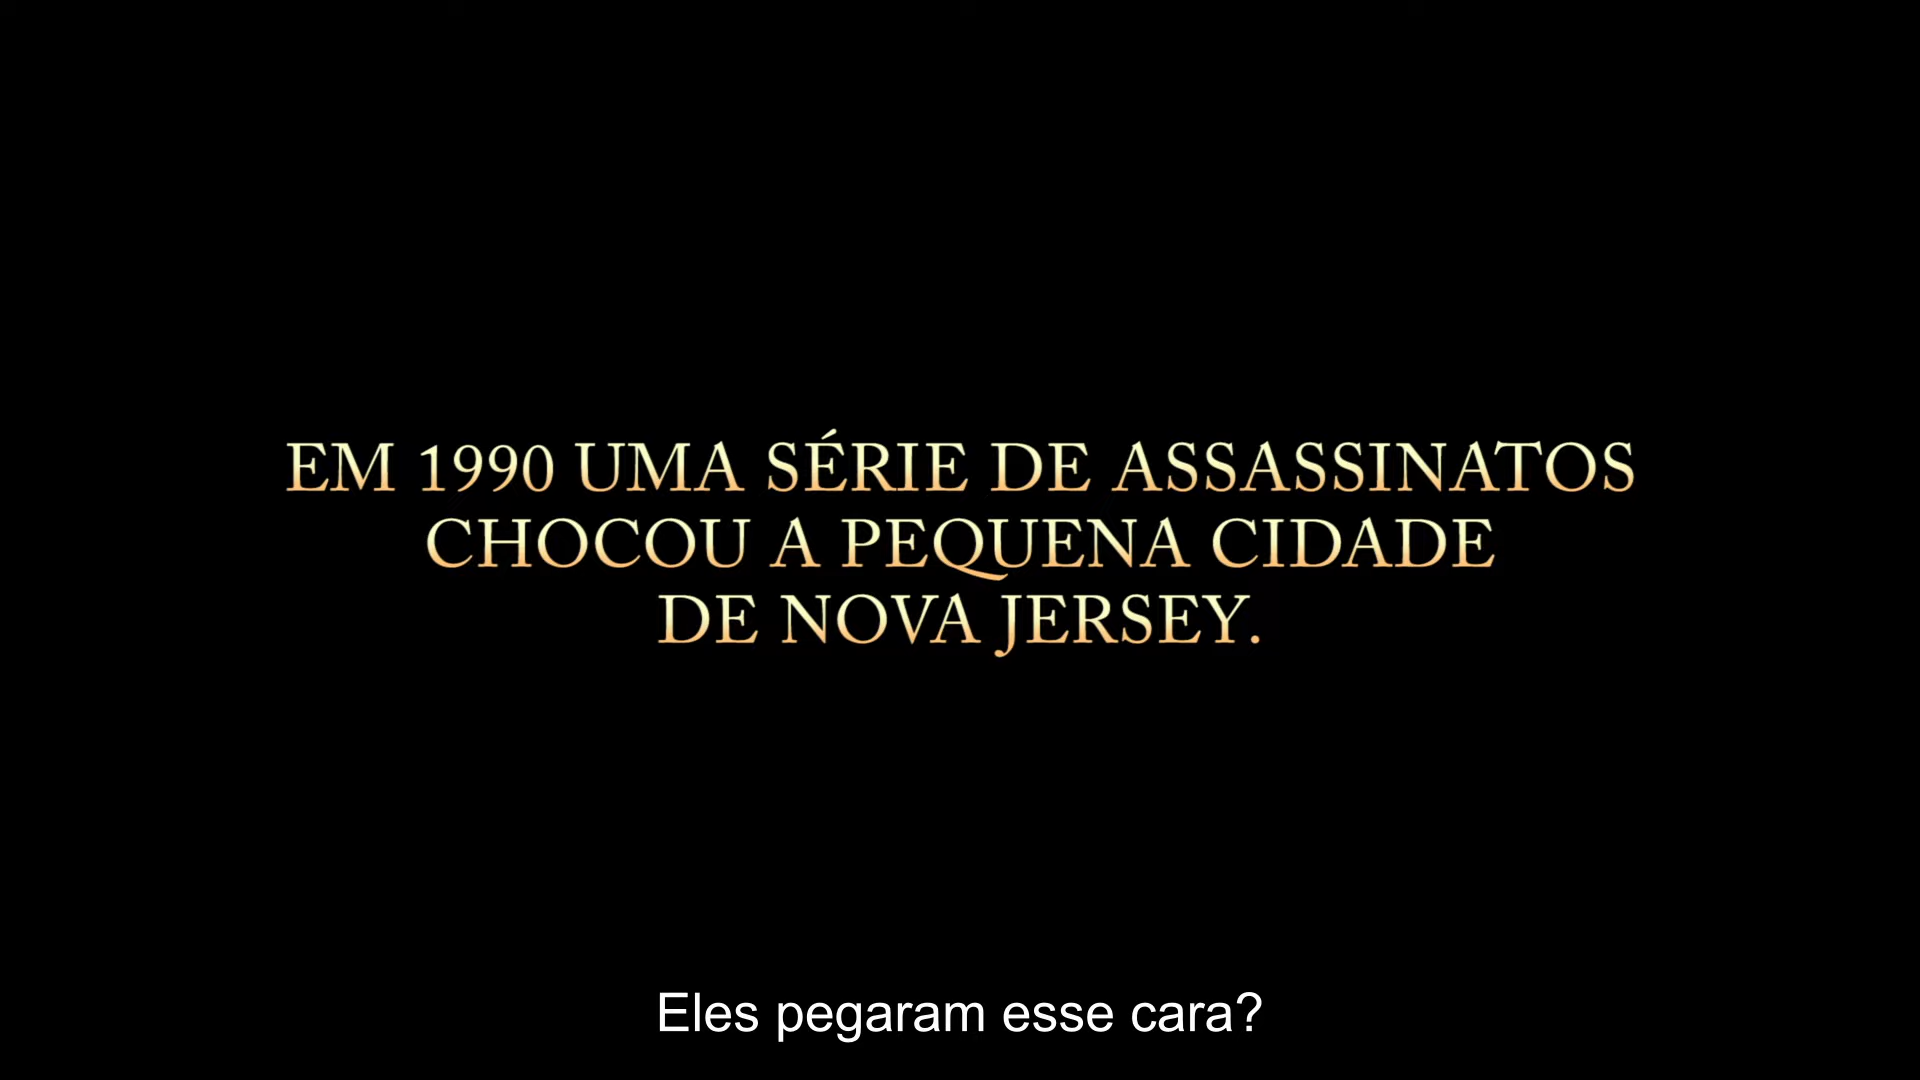 EM 1990 UMA SÉRIE DE ASSASSINATOS
CHOCOU A PEQUENA CIDADE
DE NOVA JERSEY.
Eles pegaram esse cara?